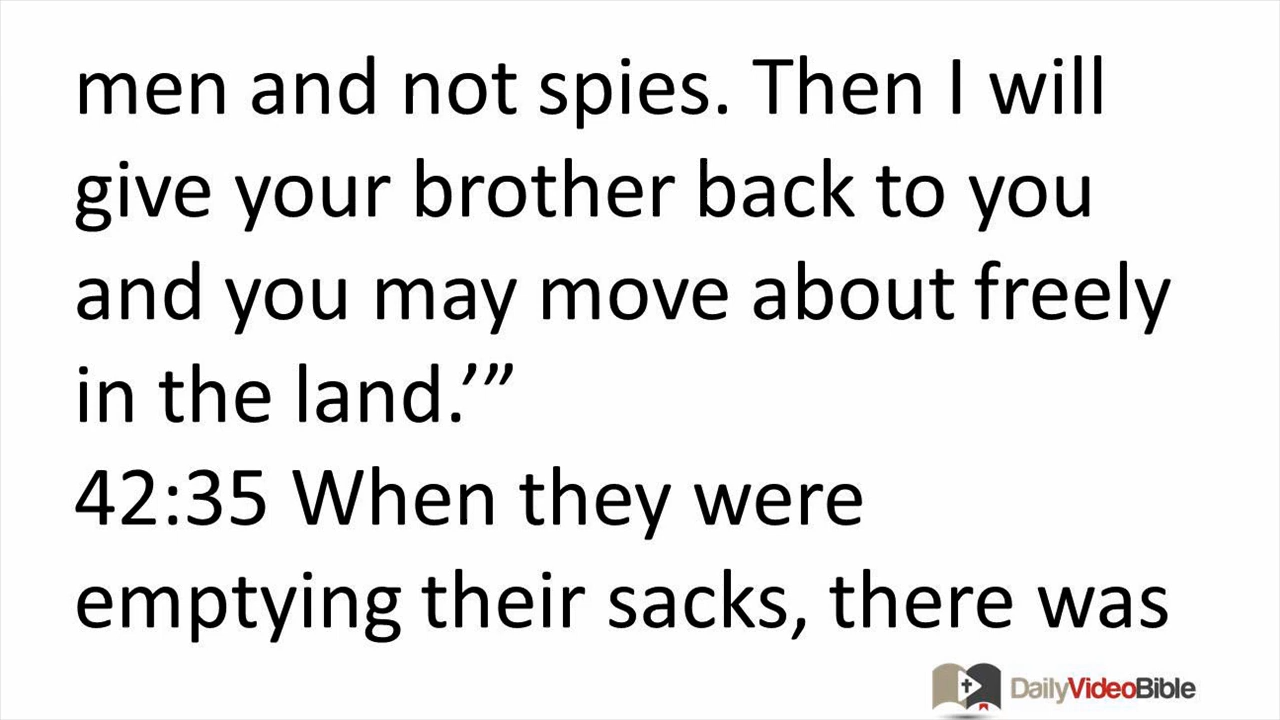 men and not spies. Then I will
give your brother back to you
and you may move about freely
in the land.’”
42:35 When they were
emptying their sacks, there was
DailyVideoBible